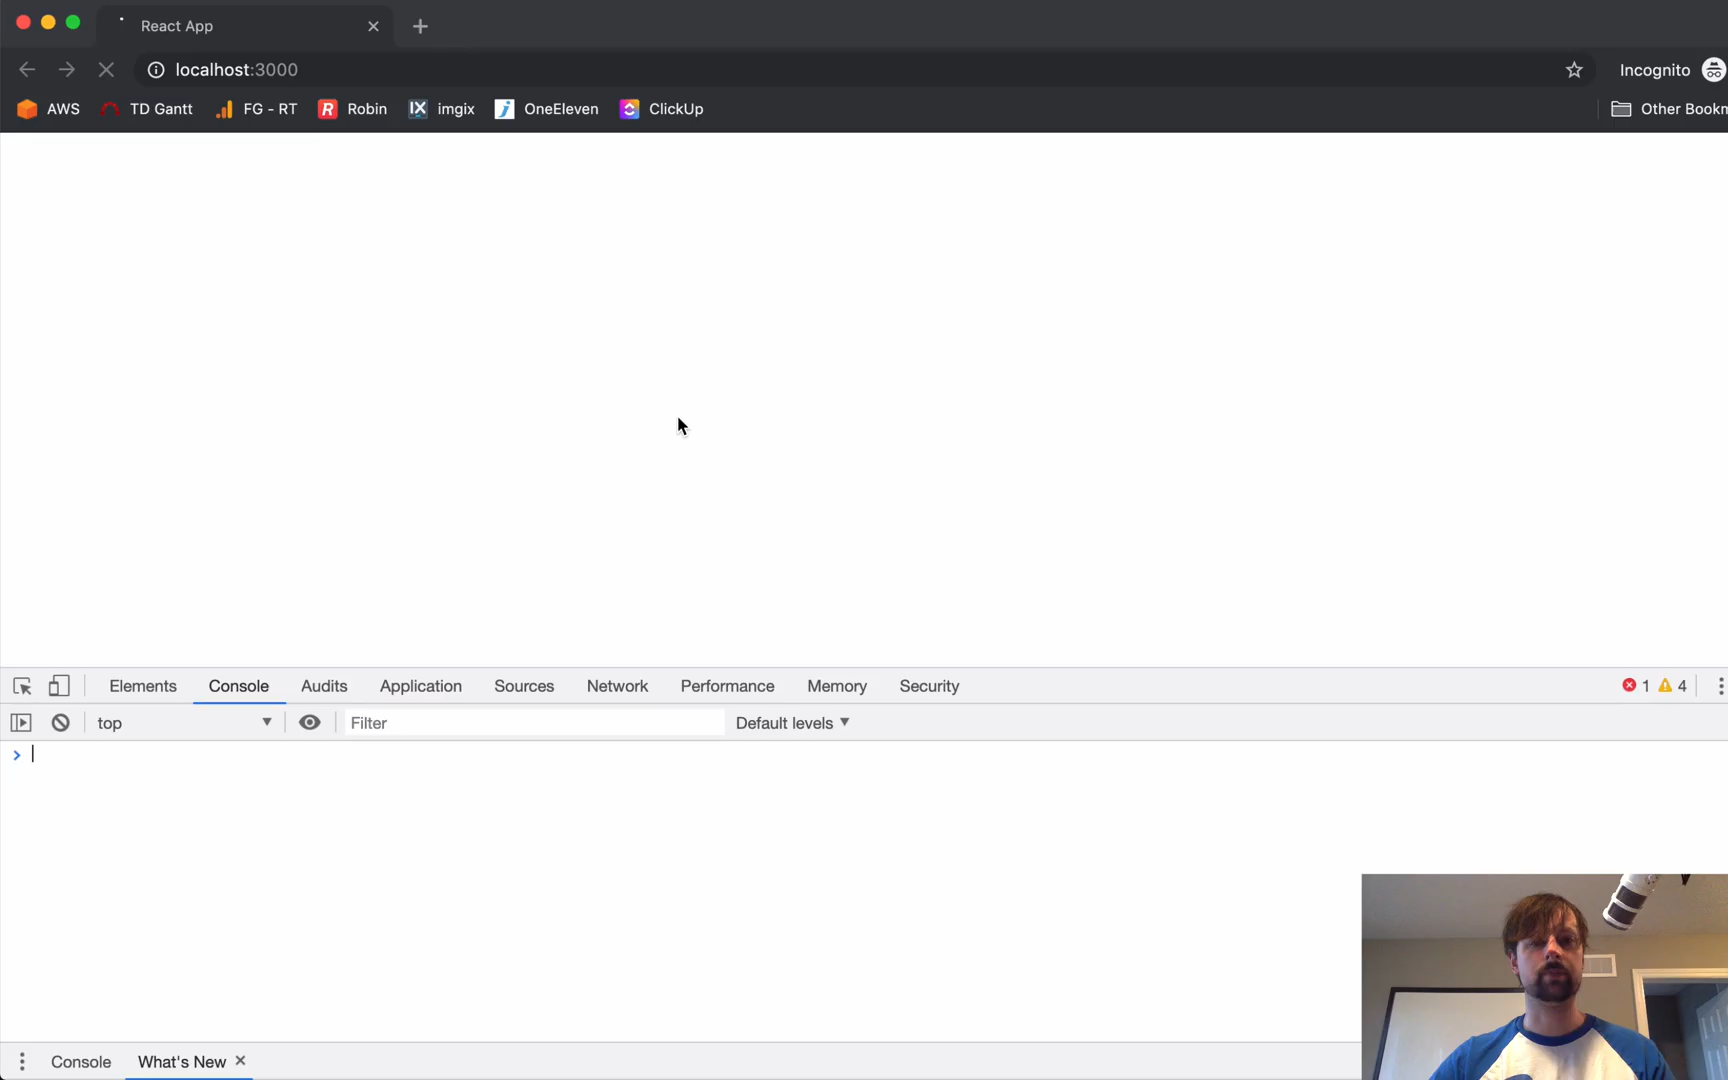 React App
localhost:3000
Incognito
AWS TD Gantt FG - RT Robin imgix OneEleven ClickUp Other Bookm
Elements Console Audits Application Sources Network Performance Memory Security 1 4
top Filter Default levels
Console What's New